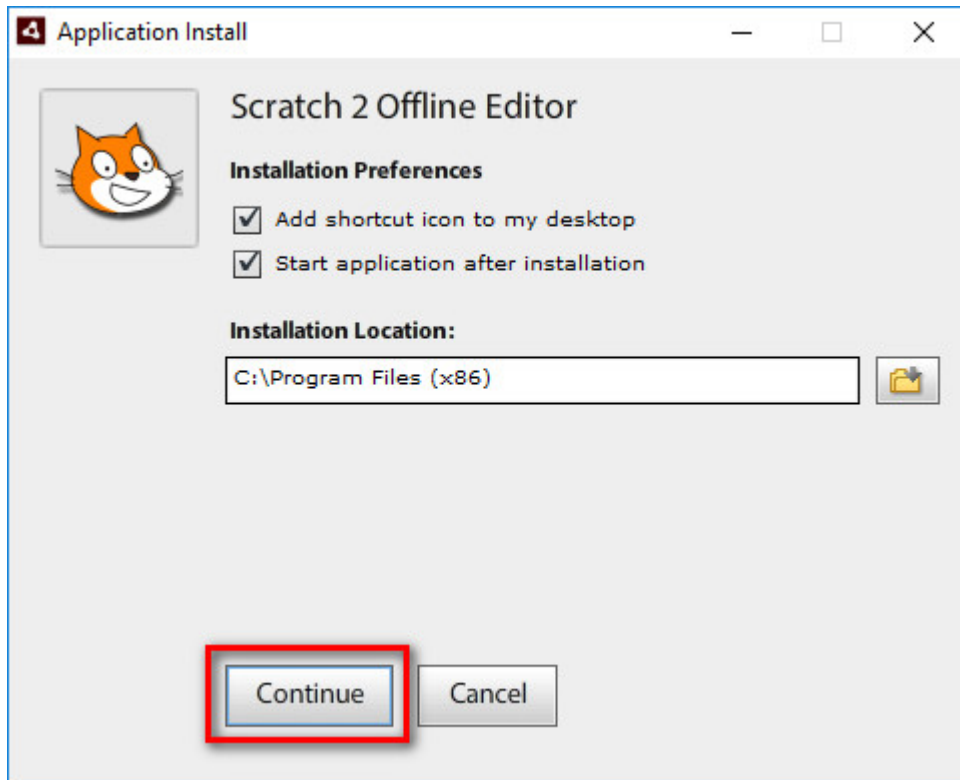 Application Install
Scratch 2 Offline Editor
Installation Preferences
Add shortcut icon to my desktop
Start application after installation
Installation Location:
C:\Program Files (x86)
Continue
Cancel